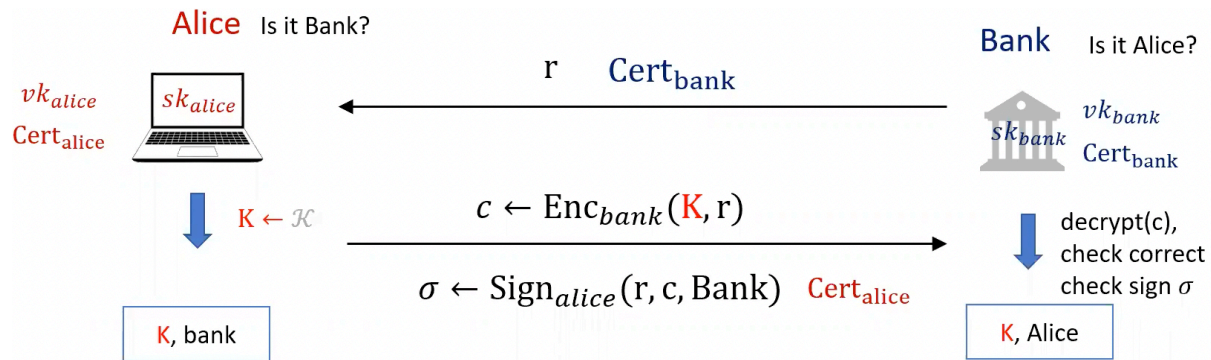 Alice Is it Bank?
Bank Is it Alice?
r Cert_bank
vk_alice
sk_alice
Cert_alice
sk_bank
vk_bank
Cert_bank
K ← 𝒦
c ← Enc_bank(K, r)
σ ← Sign_alice(r, c, Bank) Cert_alice
decrypt(c),
check correct
check sign σ
K, bank
K, Alice